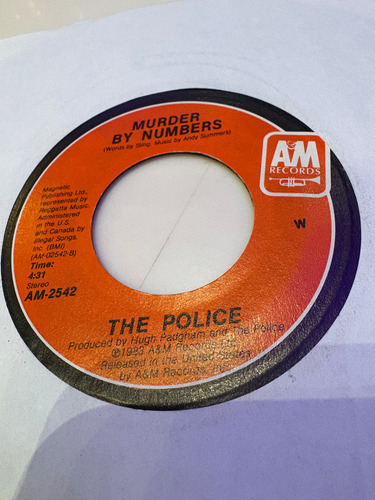 MURDER
BY NUMBERS
(Words by Sting, Music by Andy Summers)
A&M
RECORDS
W
Magnetic
Publishing Ltd.,
represented by
Reggatta Music.
Administered
in the U.S.
and Canada by
Illegal Songs,
Inc. (BMI)
(AM-02542-B)
Time:
4:31
Stereo
AM-2542
THE POLICE
Produced by Hugh Padgham and The Police
℗1983 A&M Records Ltd.
Released in the United States
by A&M Records, Inc.